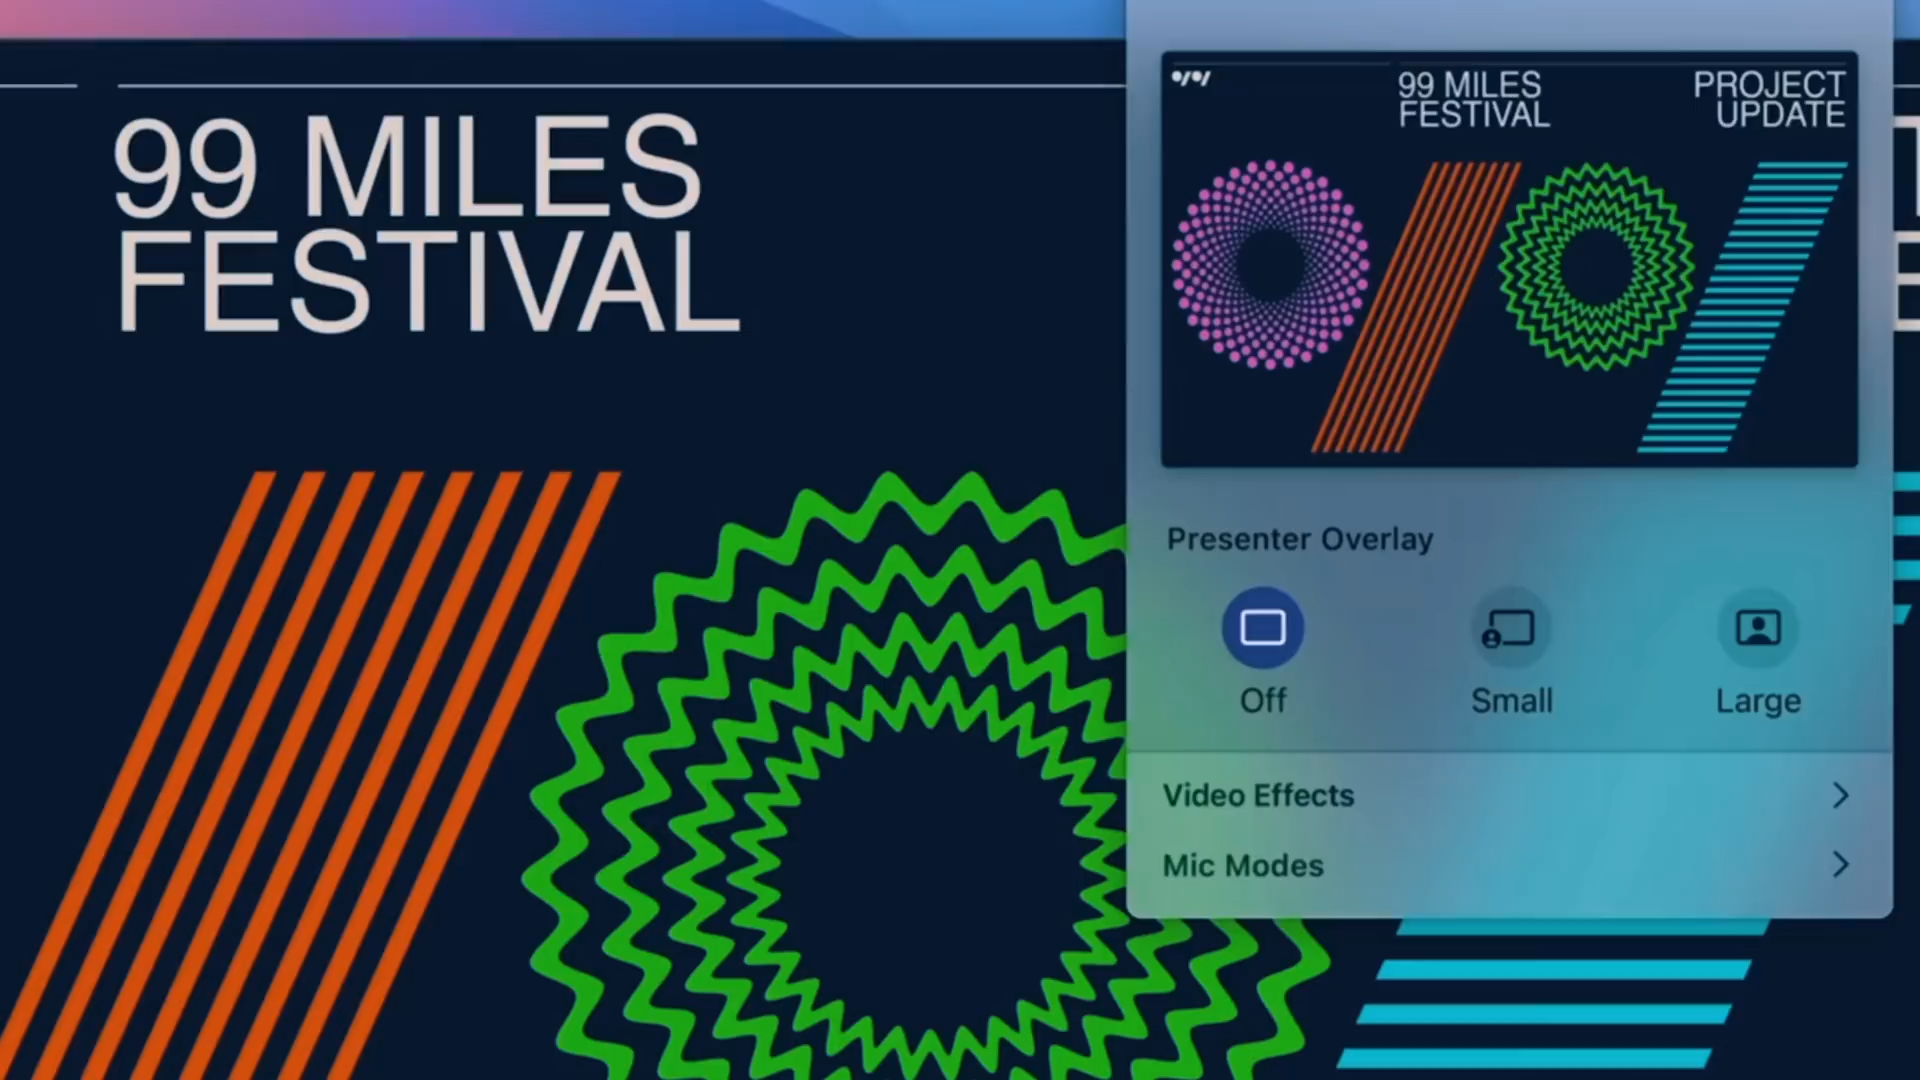 99 MILES
FESTIVAL
99 MILES
FESTIVAL
PROJECT
UPDATE
Presenter Overlay
Off
Small
Large
Video Effects
Mic Modes